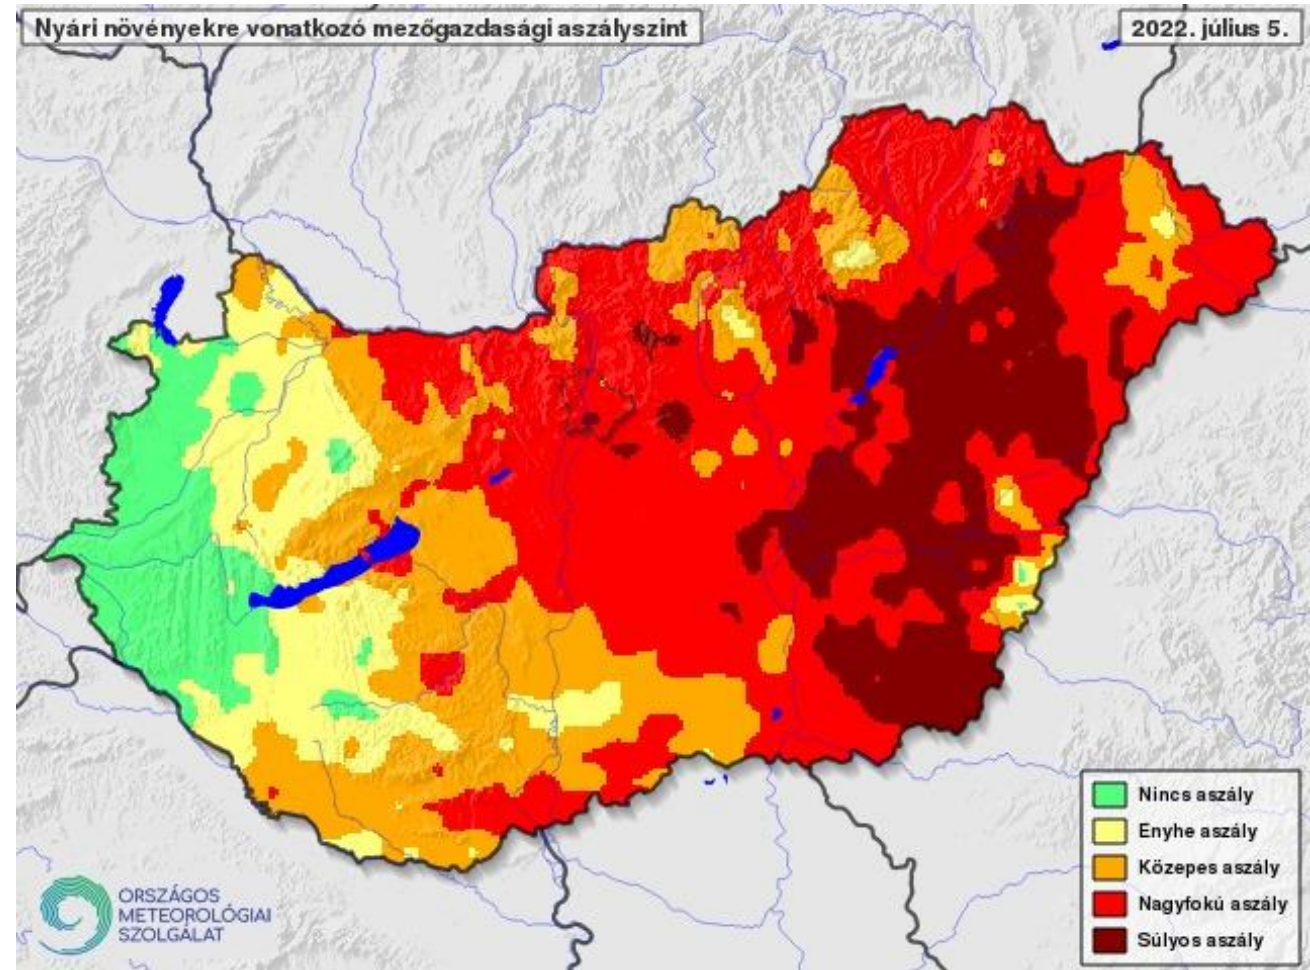 Nyári növényekre vonatkozó mezőgazdasági aszályszint
2022. július 5.
Nincs aszály
Enyhe aszály
Közepes aszály
Nagyfokú aszály
Súlyos aszály
ORSZÁGOS
METEOROLÓGIAI
SZOLGÁLAT